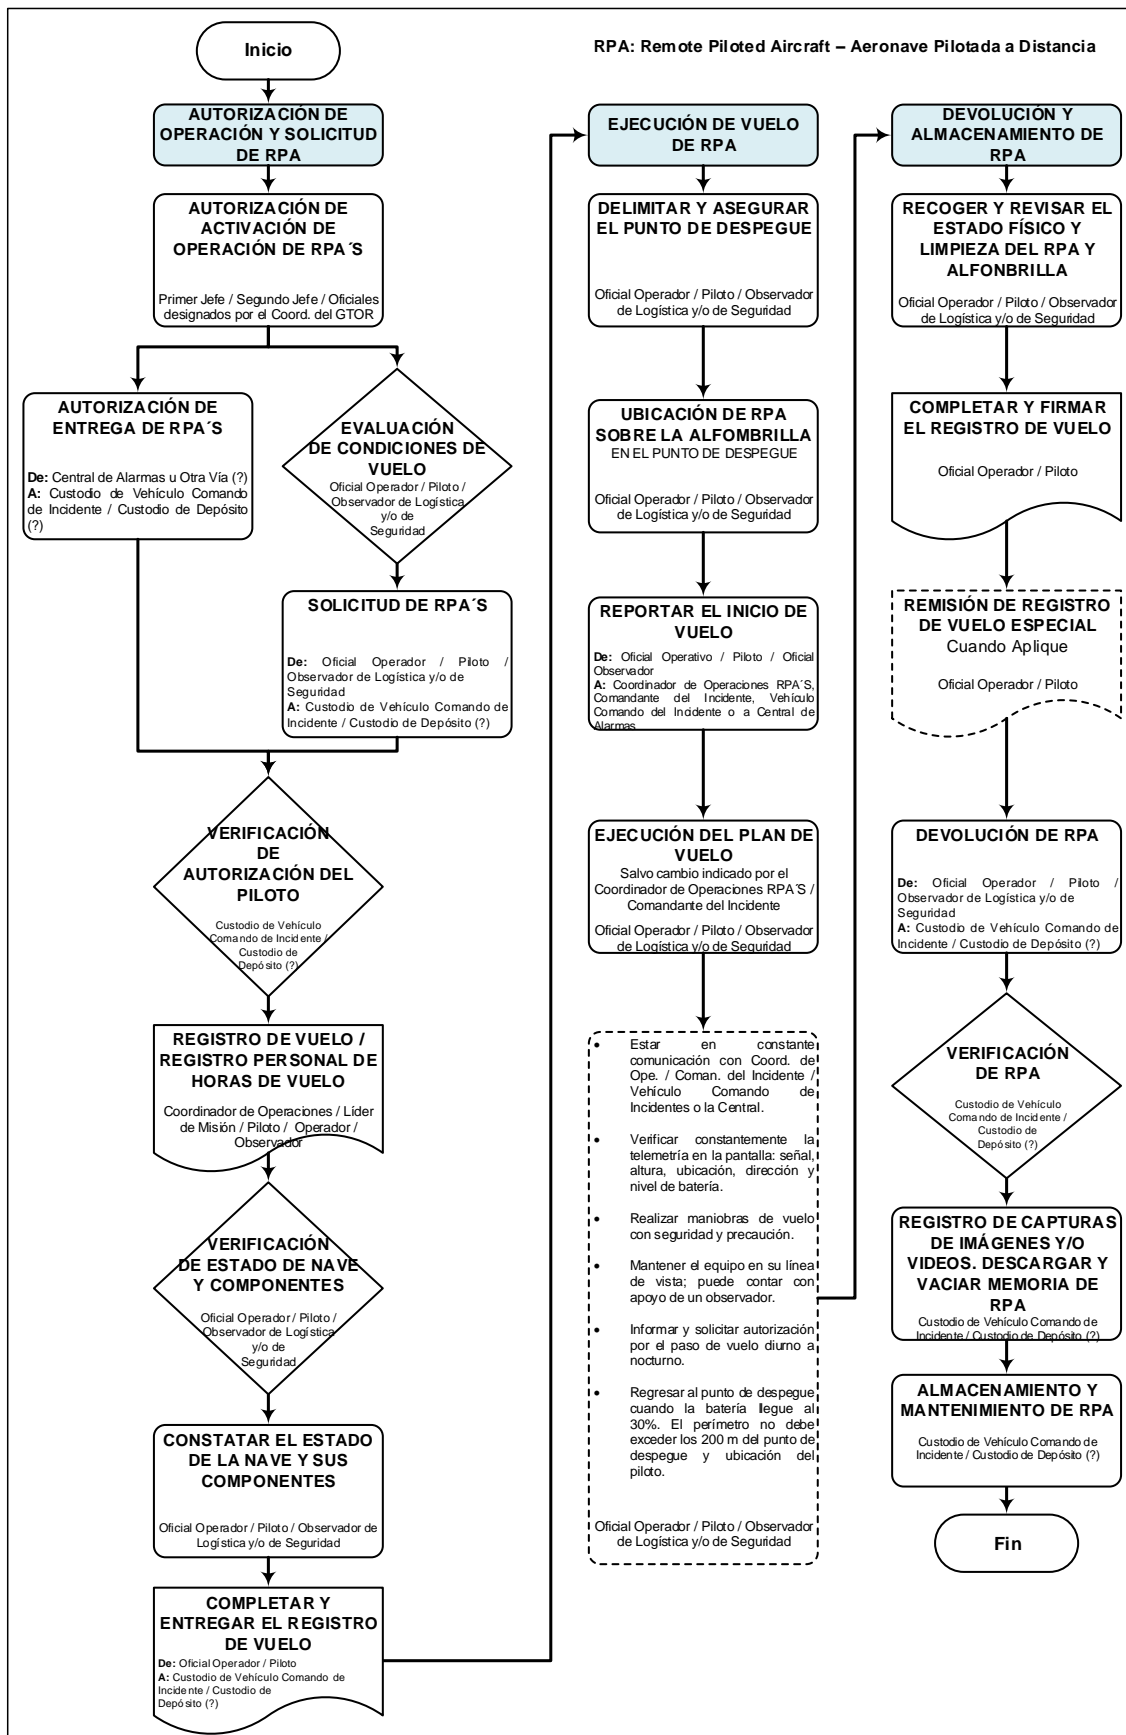 Inicio
RPA: Remote Piloted Aircraft – Aeronave Pilotada a Distancia
AUTORIZACIÓN DE
OPERACIÓN Y SOLICITUD
DE RPA
AUTORIZACIÓN DE
ACTIVACIÓN DE
OPERACIÓN DE RPA´S
Primer Jefe / Segundo Jefe / Oficiales
designados por el Coord. del GTOR
AUTORIZACIÓN DE
ENTREGA DE RPA´S
De: Central de Alarmas u Otra Vía (?)
A: Custodio de Vehículo Comando
de Incidente / Custodio de Depósito
(?)
EVALUACIÓN
DE CONDICIONES DE
VUELO
Oficial Operador / Piloto /
Observador de Logística
y/o de
Seguridad
SOLICITUD DE RPA´S
De: Oficial Operador / Piloto /
Observador de Logística y/o de
Seguridad
A: Custodio de Vehículo Comando de
Incidente / Custodio de Depósito (?)
VERIFICACIÓN
DE
AUTORIZACIÓN DEL
PILOTO
Custodio de Vehículo
Comando de Incidente /
Custodio de
Depósito (?)
REGISTRO DE VUELO /
REGISTRO PERSONAL DE
HORAS DE VUELO
Coordinador de Operaciones / Líder
de Misión / Piloto / Operador /
Observador
VERIFICACIÓN
DE ESTADO DE NAVE
Y COMPONENTES
Oficial Operador / Piloto /
Observador de Logística
y/o de
Seguridad
CONSTATAR EL ESTADO
DE LA NAVE Y SUS
COMPONENTES
Oficial Operador / Piloto / Observador de
Logística y/o de Seguridad
COMPLETAR Y
ENTREGAR EL REGISTRO
DE VUELO
De: Oficial Operador / Piloto
A: Custodio de Vehículo Comando de
Incidente / Custodio de
Depósito (?)
EJECUCIÓN DE VUELO
DE RPA
DELIMITAR Y ASEGURAR
EL PUNTO DE DESPEGUE
Oficial Operador / Piloto / Observador
de Logística y/o de Seguridad
UBICACIÓN DE RPA
SOBRE LA ALFOMBRILLA
EN EL PUNTO DE DESPEGUE
Oficial Operador / Piloto / Observador
de Logística y/o de Seguridad
REPORTAR EL INICIO DE
VUELO
De: Oficial Operativo / Piloto / Oficial
Observador
A: Coordinador de Operaciones RPA´S,
Comandante del Incidente, Vehículo
Comando del Incidente o a Central de
Alarmas
EJECUCIÓN DEL PLAN DE
VUELO
Salvo cambio indicado por el
Coordinador de Operaciones RPA´S /
Comandante del Incidente
Oficial Operador / Piloto / Observador
de Logística y/o de Seguridad
• Estar en constante
comunicación con Coord. de
Ope. / Coman. del Incidente /
Vehículo Comando de
Incidentes o la Central.
• Verificar constantemente la
telemetría en la pantalla: señal,
altura, ubicación, dirección y
nivel de batería.
• Realizar maniobras de vuelo
con seguridad y precaución.
• Mantener el equipo en su línea
de vista; puede contar con
apoyo de un observador.
• Informar y solicitar autorización
por el paso de vuelo diurno a
nocturno.
• Regresar al punto de despegue
cuando la batería llegue al
30%. El perímetro no debe
exceder los 200 m del punto de
despegue y ubicación del
piloto.
Oficial Operador / Piloto / Observador
de Logística y/o de Seguridad
DEVOLUCIÓN Y
ALMACENAMIENTO DE
RPA
RECOGER Y REVISAR EL
ESTADO FÍSICO Y
LIMPIEZA DEL RPA Y
ALFONBRILLA
Oficial Operador / Piloto / Observador
de Logística y/o de Seguridad
COMPLETAR Y FIRMAR
EL REGISTRO DE VUELO
Oficial Operador / Piloto
REMISIÓN DE REGISTRO
DE VUELO ESPECIAL
Cuando Aplique
Oficial Operador / Piloto
DEVOLUCIÓN DE RPA
De: Oficial Operador / Piloto /
Observador de Logística y/o de
Seguridad
A: Custodio de Vehículo Comando de
Incidente / Custodio de Depósito (?)
VERIFICACIÓN
DE RPA
Custodio de Vehículo
Comando de Incidente /
Custodio de
Depósito (?)
REGISTRO DE CAPTURAS
DE IMÁGENES Y/O
VIDEOS. DESCARGAR Y
VACIAR MEMORIA DE
RPA
Custodio de Vehículo Comando de
Incidente / Custodio de Depósito (?)
ALMACENAMIENTO Y
MANTENIMIENTO DE RPA
Custodio de Vehículo Comando de
Incidente / Custodio de Depósito (?)
Fin